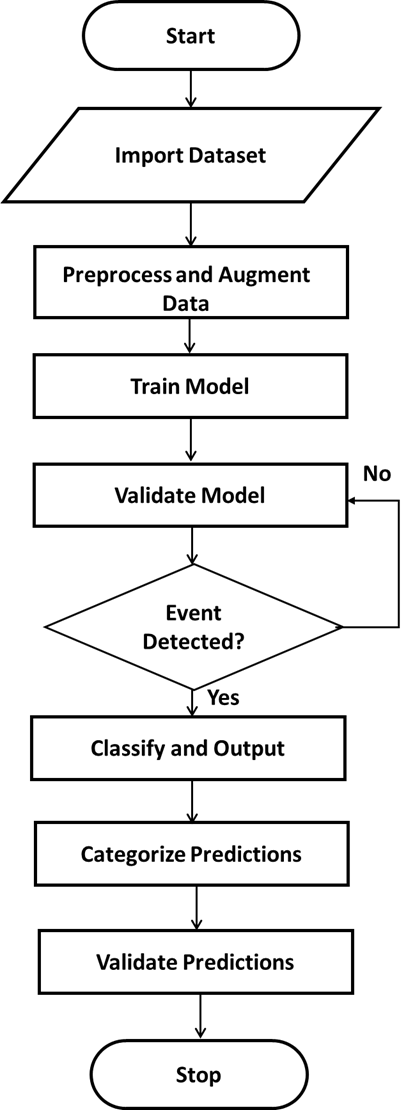 Start
Import Dataset
Preprocess and Augment
Data
Train Model
No
Validate Model
Event
Detected?
Yes
Classify and Output
Categorize Predictions
Validate Predictions
Stop